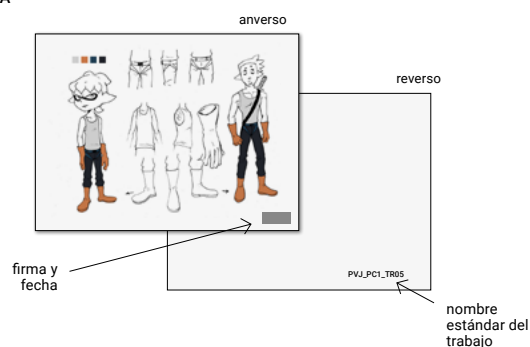 anverso
reverso
PVJ_PC1_TR05
firma y
fecha
nombre
estándar del
trabajo